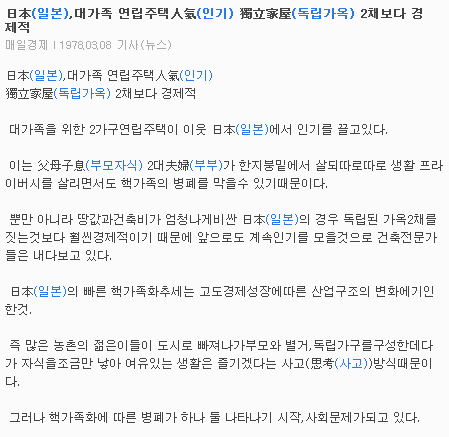 日本(일본),대가족 연립주택人氣(인기) 獨立家屋(독립가옥) 2채보다 경
제적
매일경제 | 1978.03.08 기사(뉴스)
日本(일본),대가족 연립주택人氣(인기)
獨立家屋(독립가옥) 2채보다 경제적
대가족을 위한 2가구연립주택이 이웃 日本(일본)에서 인기를 끌고있다.
이는 父母子息(부모자식) 2대夫婦(부부)가 한지붕밑에서 살되따로따로 생활 프라
이버시를 살리면서도 핵가족의 병폐를 막을수 있기때문이다.
뿐만 아니라 땅값과건축비가 엄청나게비싼 日本(일본)의 경우 독립된 가옥2채를
짓는것보다 훨씬경제적이기 때문에 앞으로도 계속인기를 모을것으로 건축전문가
들은 내다보고 있다.
日本(일본)의 빠른 핵가족화추세는 고도경제성장에따른 산업구조의 변화에기인
한것.
즉 많은 농촌의 젊은이들이 도시로 빠져나가부모와 별거,독립가구를구성한데다
가 자식을조금만 낳아 여유있는 생활은 즐기겠다는 사고(思考(사고))방식때문이
다.
그러나 핵가족화에 따른 병폐가 하나 둘 나타나기 시작,사회문제가되고 있다.